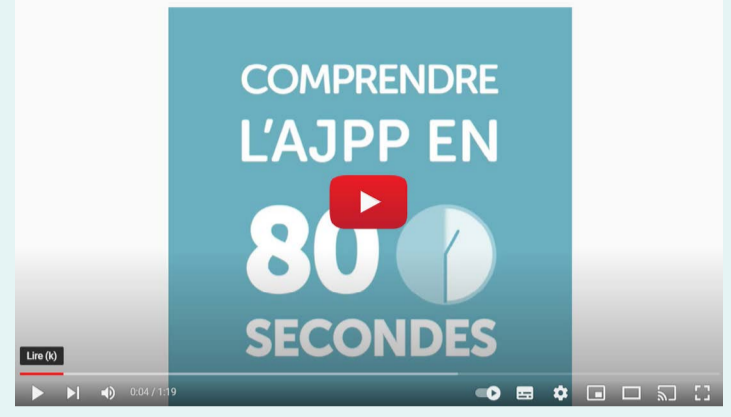 COMPRENDRE
L'AJPP EN
80
SECONDES
Lire (k)
0:04 / 1:19